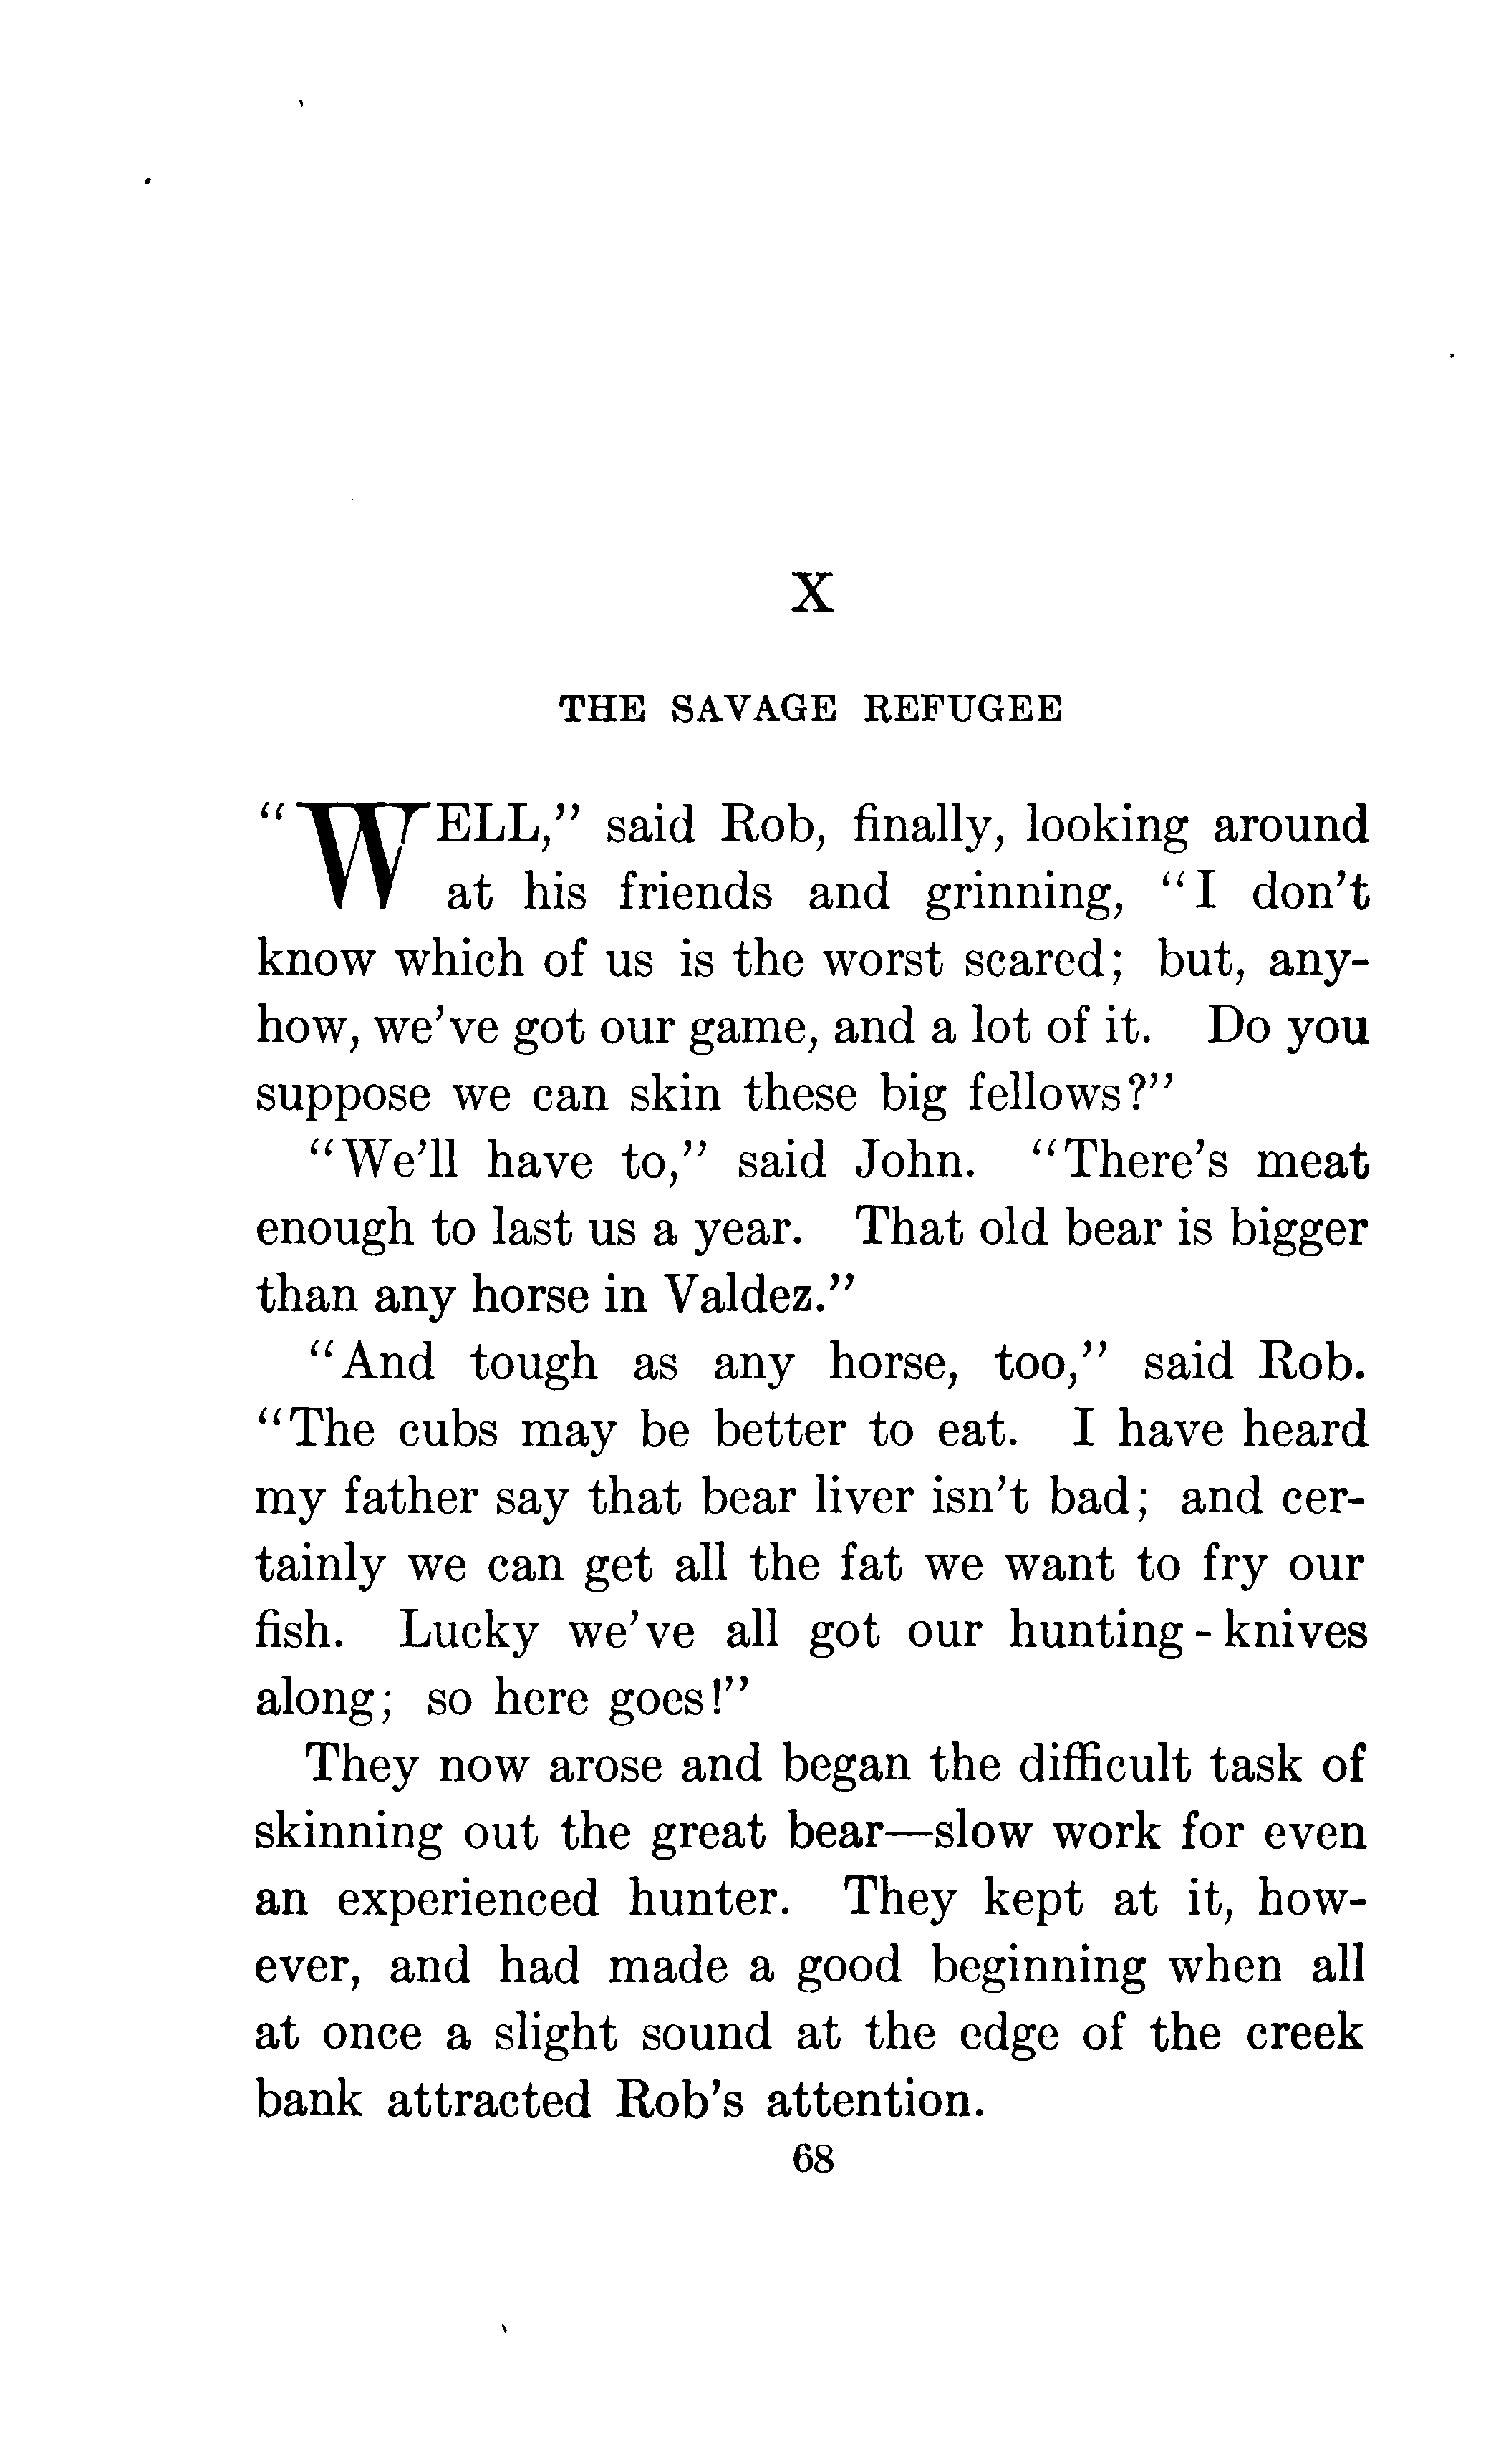 X
THE SAVAGE REFUGEE
"WELL," said Rob, finally, looking around
at his friends and grinning, "I don't
know which of us is the worst scared; but, any-
how, we've got our game, and a lot of it. Do you
suppose we can skin these big fellows?"
"We'll have to," said John. "There's meat
enough to last us a year. That old bear is bigger
than any horse in Valdez."
"And tough as any horse, too," said Rob.
"The cubs may be better to eat. I have heard
my father say that bear liver isn't bad; and cer-
tainly we can get all the fat we want to fry our
fish. Lucky we've all got our hunting-knives
along; so here goes!"
They now arose and began the difficult task of
skinning out the great bear—slow work for even
an experienced hunter. They kept at it, how-
ever, and had made a good beginning when all
at once a slight sound at the edge of the creek
bank attracted Rob's attention.
68